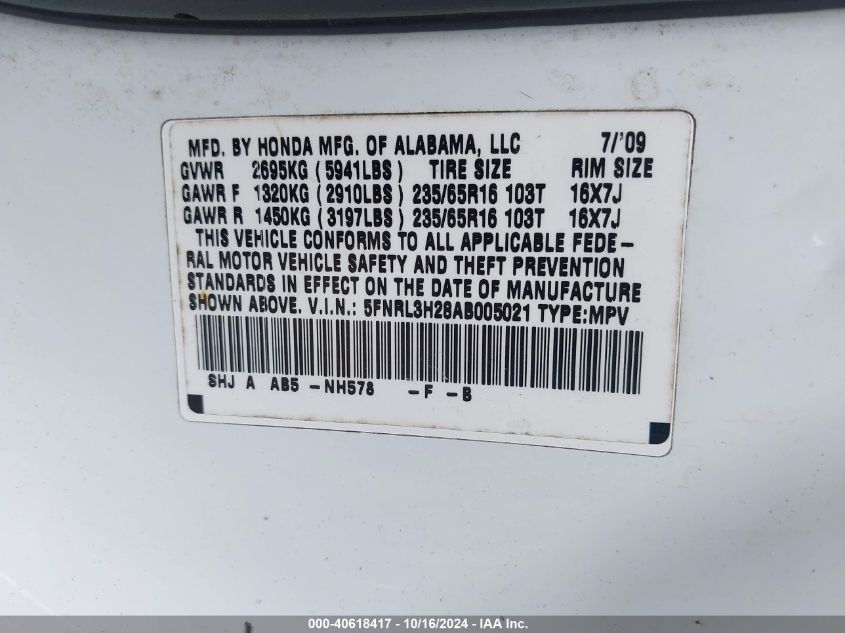 MFD. BY HONDA MFG. OF ALABAMA, LLC 7/'09
GVWR 2695KG (5941LBS) TIRE SIZE RIM SIZE
GAWR F 1320KG (2910LBS) 235/65R16 103T 16X7J
GAWR R 1450KG (3197LBS) 235/65R16 103T 16X7J
THIS VEHICLE CONFORMS TO ALL APPLICABLE FEDE–
RAL MOTOR VEHICLE SAFETY AND THEFT PREVENTION
STANDARDS IN EFFECT ON THE DATE OF MANUFACTURE
SHOWN ABOVE. V.I.N.: 5FNRL3H28AB005021 TYPE:MPV
SHJ A AB5 –NH578 –F –B
000-40618417 - 10/16/2024 - IAA Inc.